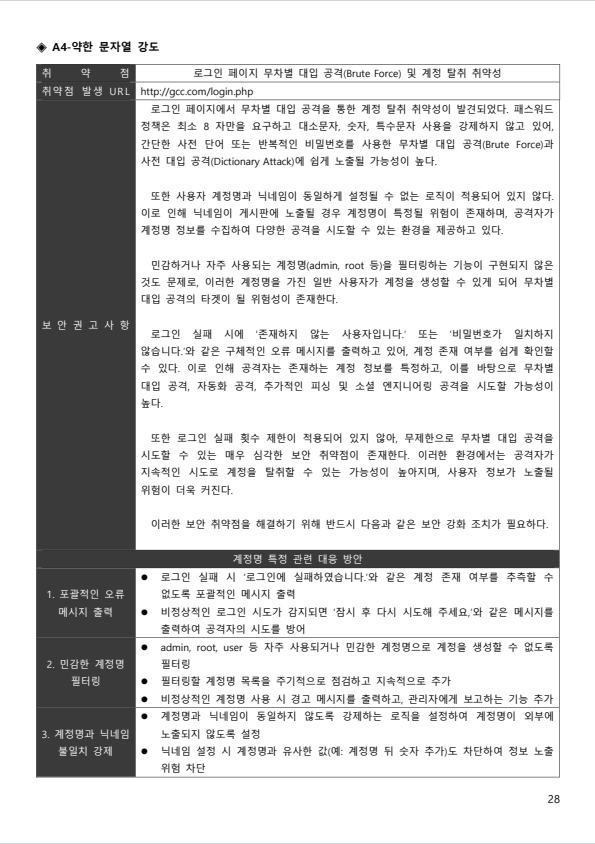 ◈ A4-약한 문자열 강도
취 약 점
로그인 페이지 무차별 대입 공격(Brute Force) 및 계정 탈취 취약성
취약점 발생 URL
http://gcc.com/login.php
보 안 권 고 사 항
로그인 페이지에서 무차별 대입 공격을 통한 계정 탈취 취약성이 발견되었다. 패스워드
정책은 최소 8 자만을 요구하고 대소문자, 숫자, 특수문자 사용을 강제하지 않고 있어,
간단한 사전 단어 또는 반복적인 비밀번호를 사용한 무차별 대입 공격(Brute Force)과
사전 대입 공격(Dictionary Attack)에 쉽게 노출될 가능성이 높다.
또한 사용자 계정명과 닉네임이 동일하게 설정될 수 없는 로직이 적용되어 있지 않다.
이로 인해 닉네임이 게시판에 노출될 경우 계정명이 특정될 위험이 존재하며, 공격자가
계정명 정보를 수집하여 다양한 공격을 시도할 수 있는 환경을 제공하고 있다.
민감하거나 자주 사용되는 계정명(admin, root 등)을 필터링하는 기능이 구현되지 않은
것도 문제로, 이러한 계정명을 가진 일반 사용자가 계정을 생성할 수 있게 되어 무차별
대입 공격의 타겟이 될 위험성이 존재한다.
로그인 실패 시에 '존재하지 않는 사용자입니다.' 또는 '비밀번호가 일치하지
않습니다.'와 같은 구체적인 오류 메시지를 출력하고 있어, 계정 존재 여부를 쉽게 확인할
수 있다. 이로 인해 공격자는 존재하는 계정 정보를 특정하고, 이를 바탕으로 무차별
대입 공격, 자동화 공격, 추가적인 피싱 및 소셜 엔지니어링 공격을 시도할 가능성이
높다.
또한 로그인 실패 횟수 제한이 적용되어 있지 않아, 무제한으로 무차별 대입 공격을
시도할 수 있는 매우 심각한 보안 취약점이 존재한다. 이러한 환경에서는 공격자가
지속적인 시도로 계정을 탈취할 수 있는 가능성이 높아지며, 사용자 정보가 노출될
위험이 더욱 커진다.
이러한 보안 취약점을 해결하기 위해 반드시 다음과 같은 보안 강화 조치가 필요하다.
계정명 특정 관련 대응 방안
1. 포괄적인 오류
메시지 출력
● 로그인 실패 시 '로그인에 실패하였습니다.'와 같은 계정 존재 여부를 추측할 수
없도록 포괄적인 메시지 출력
● 비정상적인 로그인 시도가 감지되면 '잠시 후 다시 시도해 주세요,'와 같은 메시지를
출력하여 공격자의 시도를 방어
2. 민감한 계정명
필터링
● admin, root, user 등 자주 사용되거나 민감한 계정명으로 계정을 생성할 수 없도록
필터링
● 필터링할 계정명 목록을 주기적으로 점검하고 지속적으로 추가
● 비정상적인 계정명 사용 시 경고 메시지를 출력하고, 관리자에게 보고하는 기능 추가
3. 계정명과 닉네임
불일치 강제
● 계정명과 닉네임이 동일하지 않도록 강제하는 로직을 설정하여 계정명이 외부에
노출되지 않도록 설정
● 닉네임 설정 시 계정명과 유사한 값(예: 계정명 뒤 숫자 추가)도 차단하여 정보 노출
위험 차단
28